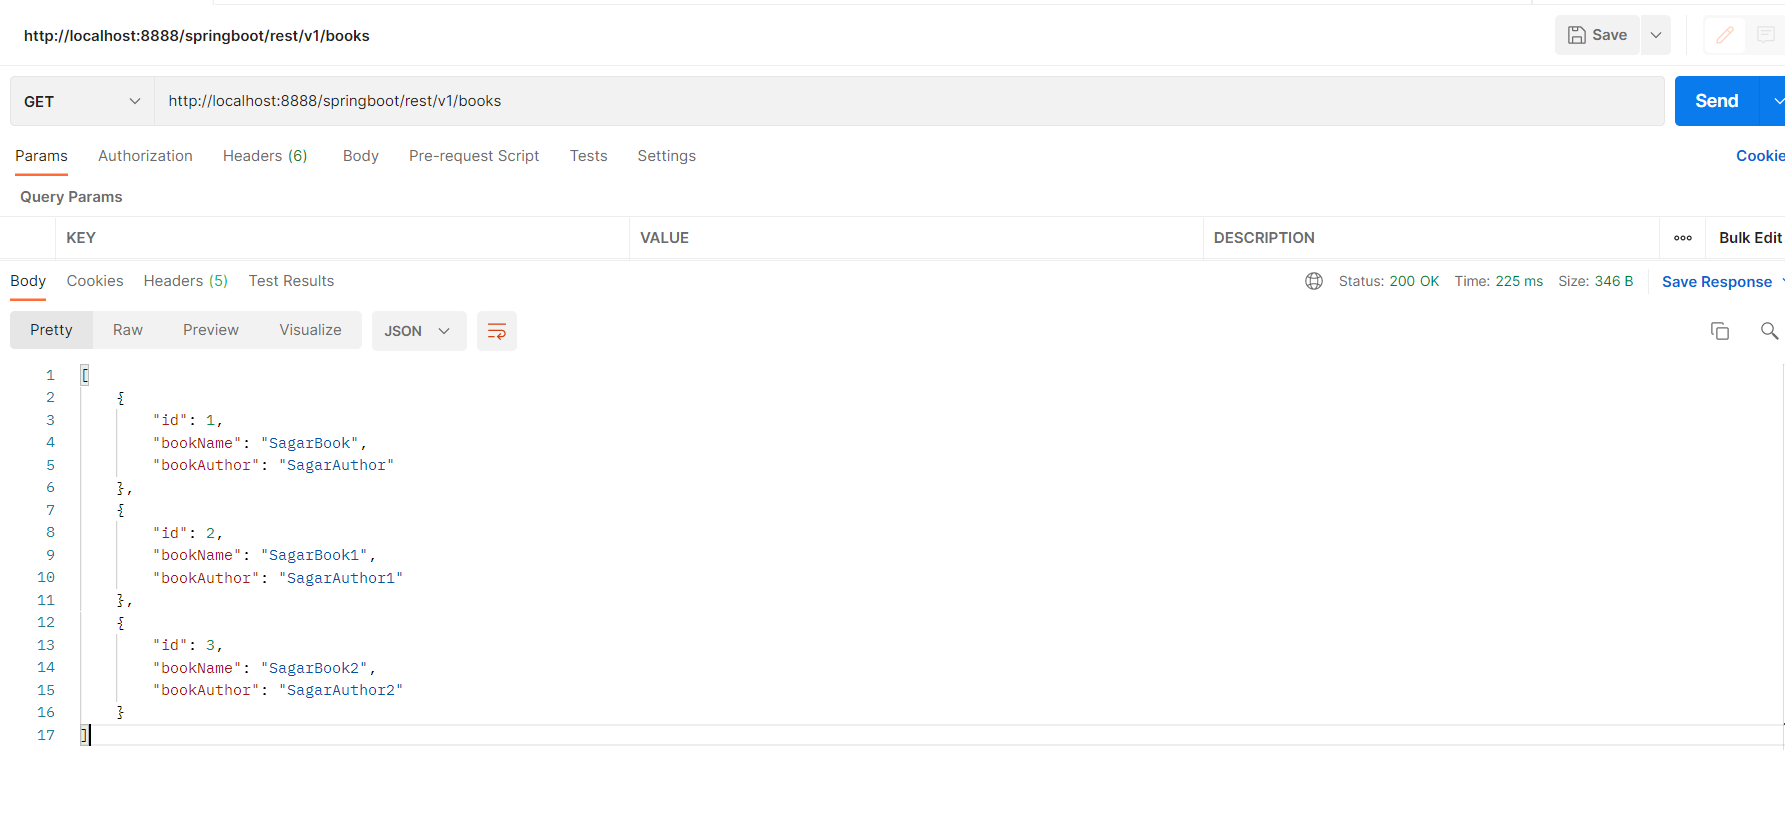 http://localhost:8888/springboot/rest/v1/books Save
GET http://localhost:8888/springboot/rest/v1/books Send
Params Authorization Headers (6) Body Pre-request Script Tests Settings Cookie
Query Params
KEY VALUE DESCRIPTION ooo Bulk Edit
Body Cookies Headers (5) Test Results Status: 200 OK Time: 225 ms Size: 346 B Save Response
Pretty Raw Preview Visualize JSON
1 [
2 {
3 "id": 1,
4 "bookName": "SagarBook",
5 "bookAuthor": "SagarAuthor"
6 },
7 {
8 "id": 2,
9 "bookName": "SagarBook1",
10 "bookAuthor": "SagarAuthor1"
11 },
12 {
13 "id": 3,
14 "bookName": "SagarBook2",
15 "bookAuthor": "SagarAuthor2"
16 }
17 ]